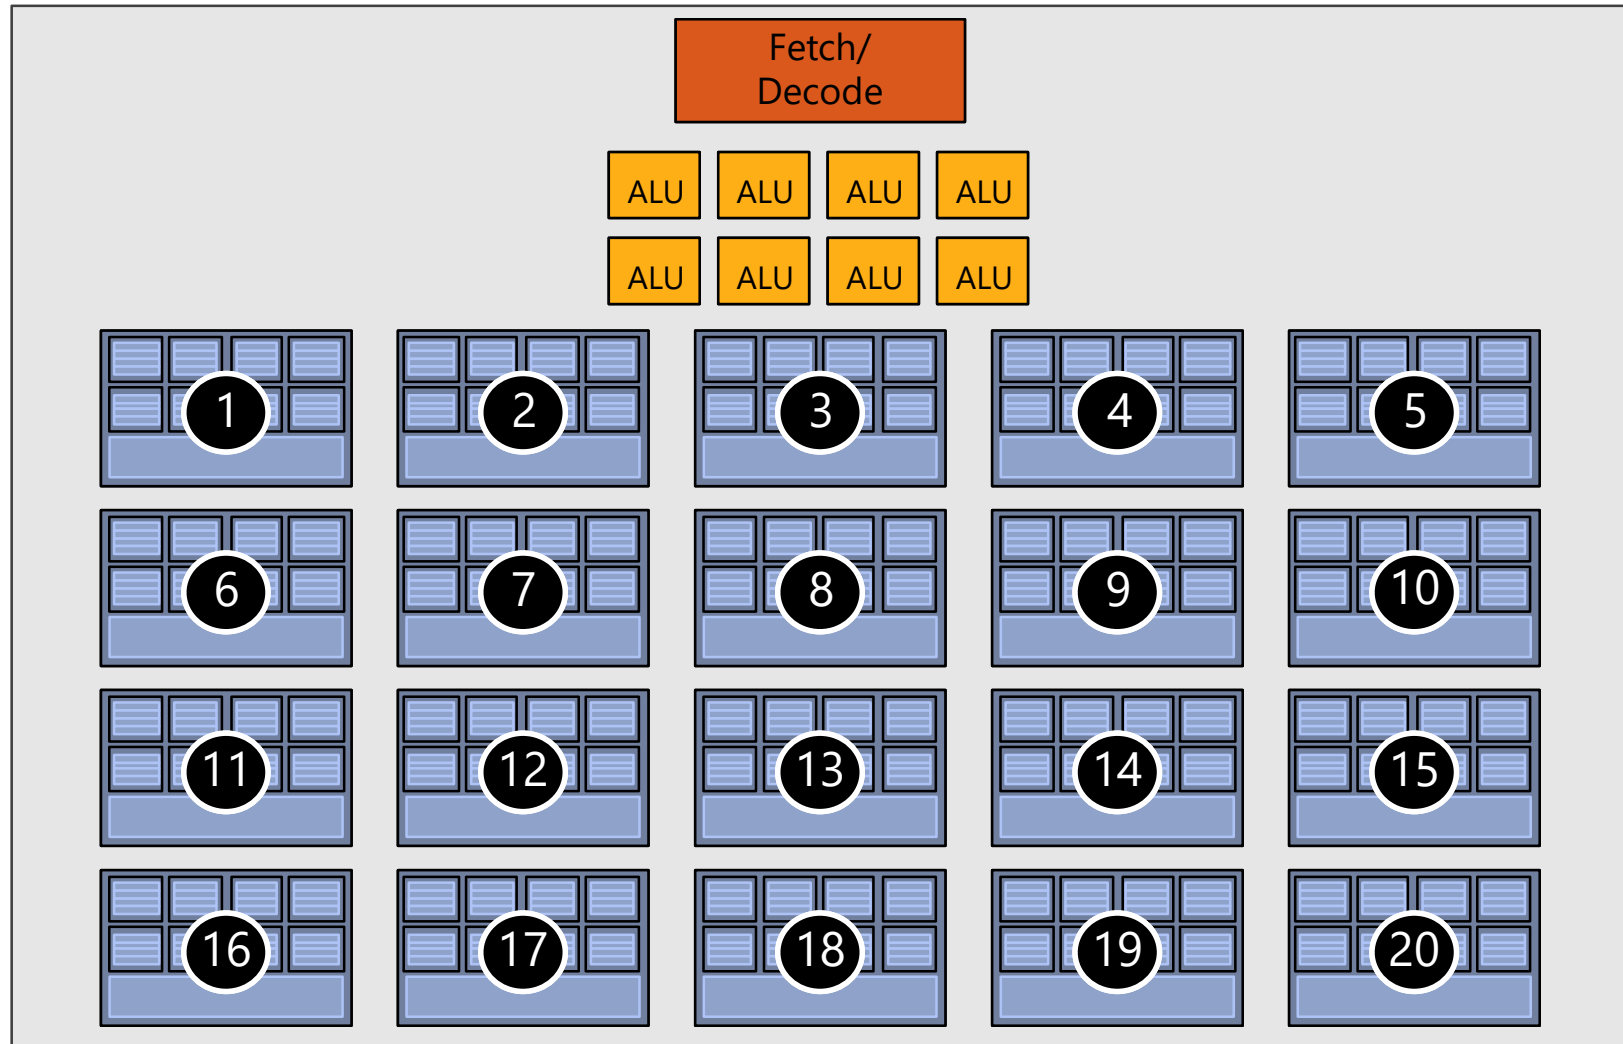 Fetch/
Decode
ALU ALU ALU ALU
ALU ALU ALU ALU
1 2 3 4 5
6 7 8 9 10
11 12 13 14 15
16 17 18 19 20